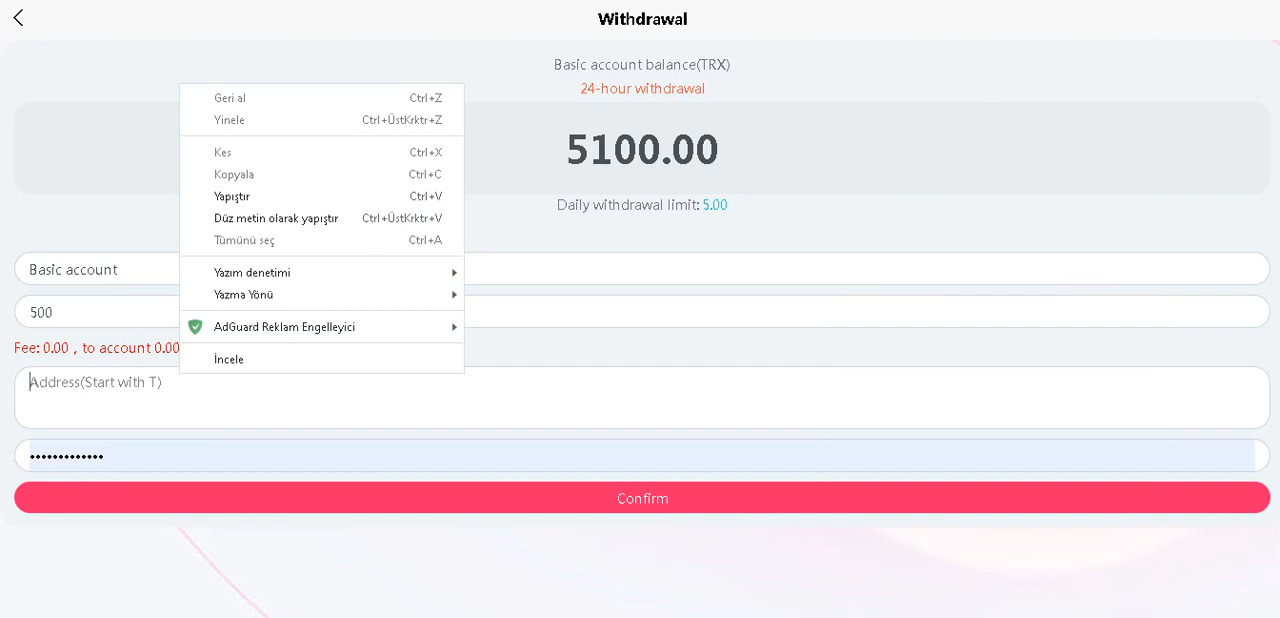 Withdrawal
Basic account balance(TRX)
24-hour withdrawal
5100.00
Daily withdrawal limit: 5.00
Geri al Ctrl+Z
Yinele Ctrl+ÜstKrktr+Z
Kes Ctrl+X
Kopyala Ctrl+C
Yapıştır Ctrl+V
Düz metin olarak yapıştır Ctrl+ÜstKrktr+V
Tümünü seç Ctrl+A
Yazım denetimi
Yazma Yönü
AdGuard Reklam Engelleyici
İncele
Basic account
500
Fee: 0.00 , to account 0.00
Address(Start with T)
•••••••••••••
Confirm